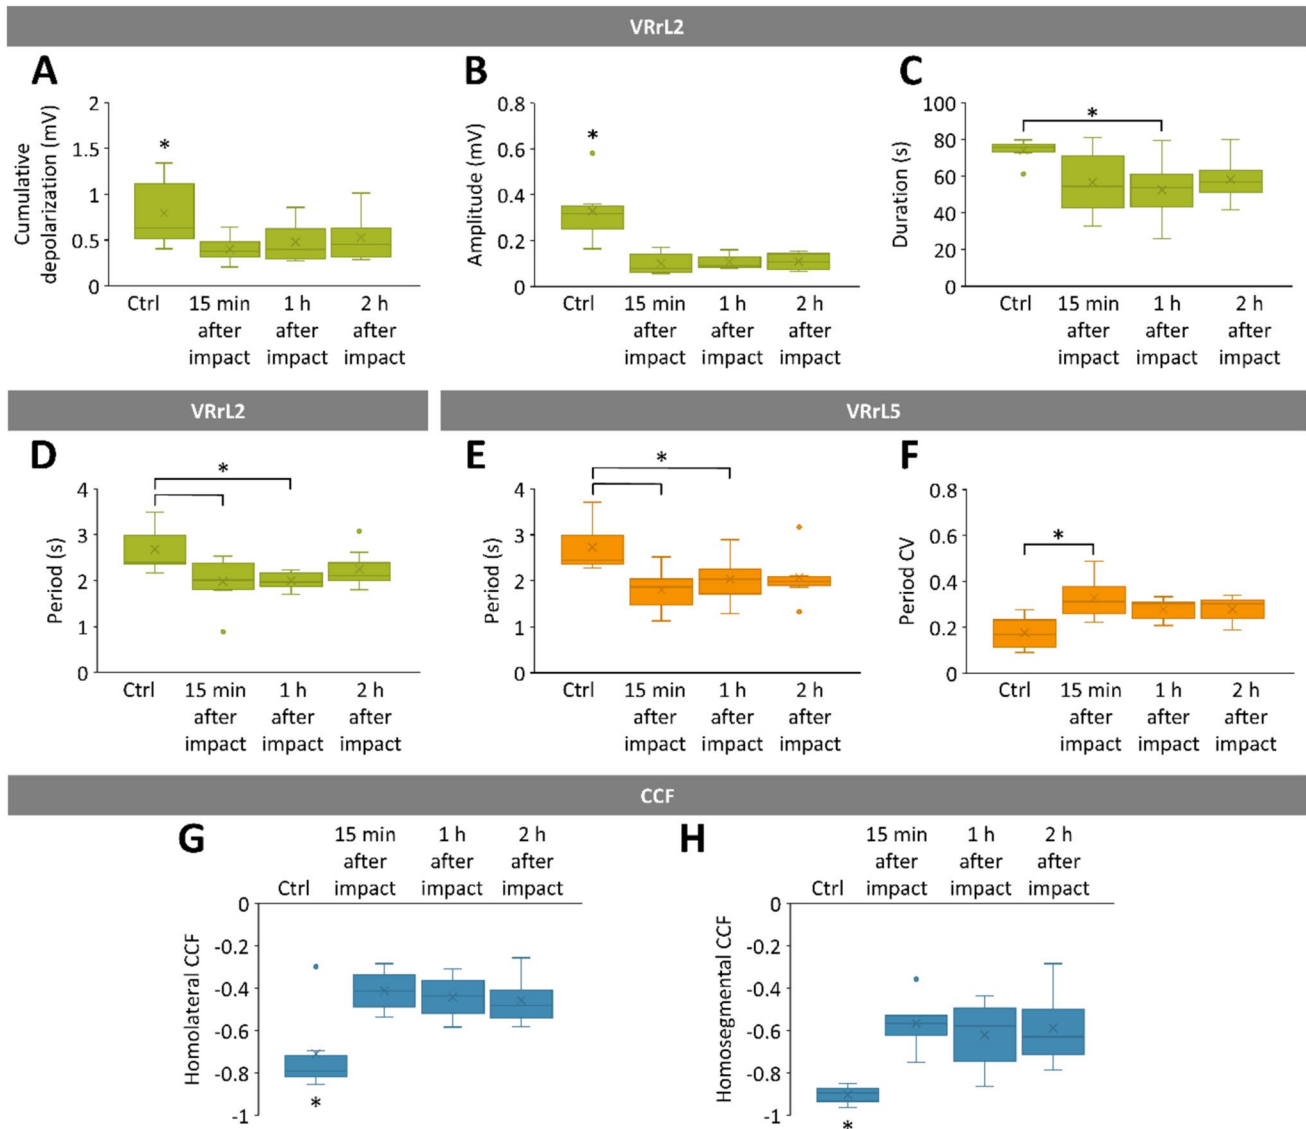 VRrL2
A
Cumulative
depolarization (mV)
2
1.5
1
0.5
0
*
Ctrl
15 min
after
impact
1 h
after
impact
2 h
after
impact
B
Amplitude (mV)
0.8
0.6
0.4
0.2
0
*
Ctrl
15 min
after
impact
1 h
after
impact
2 h
after
impact
C
Duration (s)
100
80
60
40
20
0
*
Ctrl
15 min
after
impact
1 h
after
impact
2 h
after
impact
VRrL2
D
Period (s)
4
3
2
1
0
*
Ctrl
15 min
after
impact
1 h
after
impact
2 h
after
impact
VRrL5
E
Period (s)
4
3
2
1
0
*
Ctrl
15 min
after
impact
1 h
after
impact
2 h
after
impact
F
Period CV
0.8
0.6
0.4
0.2
0
*
Ctrl
15 min
after
impact
1 h
after
impact
2 h
after
impact
CCF
G
Ctrl
15 min
after
impact
1 h
after
impact
2 h
after
impact
Homolateral CCF
0
-0.2
-0.4
-0.6
-0.8
-1
*
H
Ctrl
15 min
after
impact
1 h
after
impact
2 h
after
impact
Homosegmental CCF
0
-0.2
-0.4
-0.6
-0.8
-1
*